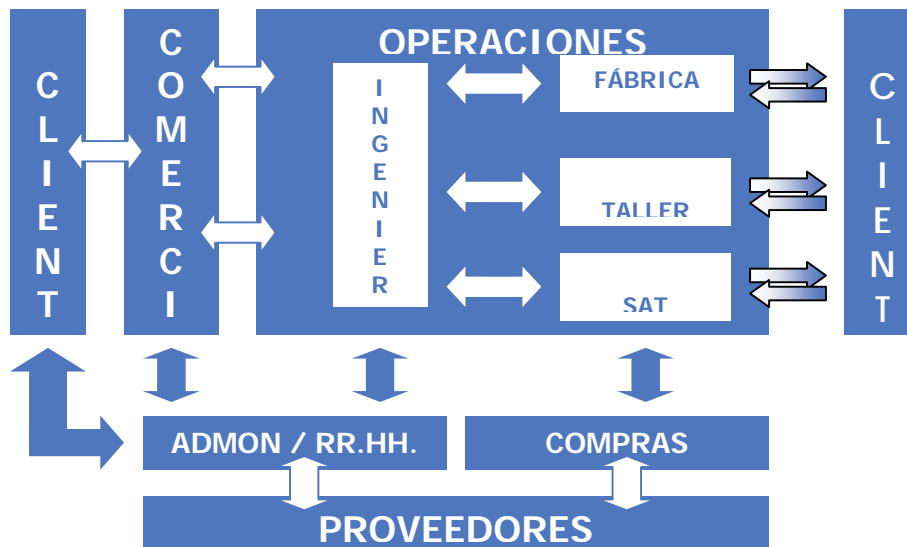 CLIENT
COMERCI
OPERACIONES
INGENIER
FÁBRICA
TALLER
SAT
CLIENT
ADMON / RR.HH.
COMPRAS
PROVEEDORES